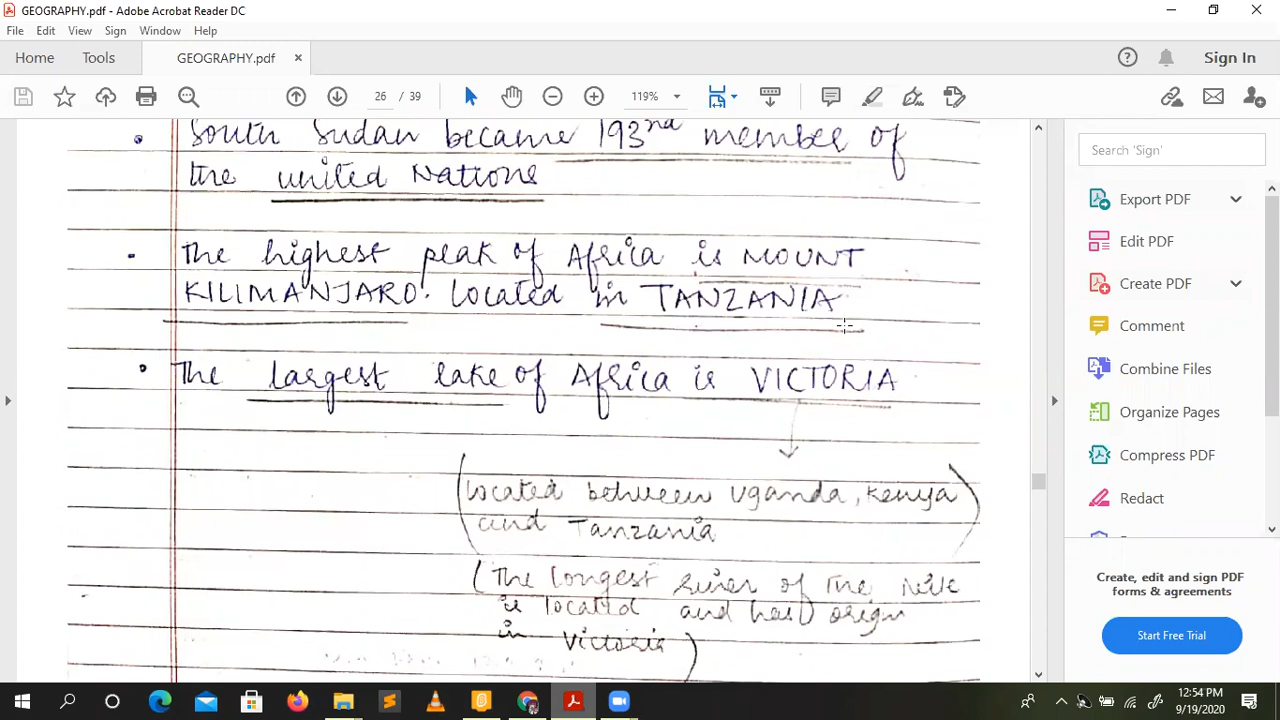 GEOGRAPHY.pdf - Adobe Acrobat Reader DC
File Edit View Sign Window Help
Home Tools GEOGRAPHY.pdf × Sign In
26 / 39 119%
South Sudan became 193nd member of
the united Nations
The highest peak of Africa is MOUNT
KILIMANJARO. located in TANZANIA
The largest lake of Africa is VICTORIA
(located between Uganda, Kenya
and Tanzania
(The longest river of the Nile
is located and has origin
in Victoria)
Search 'Sign'
Export PDF
Edit PDF
Create PDF
Comment
Combine Files
Organize Pages
Compress PDF
Redact
Create, edit and sign PDF
forms & agreements
Start Free Trial
12:54 PM
9/19/2020